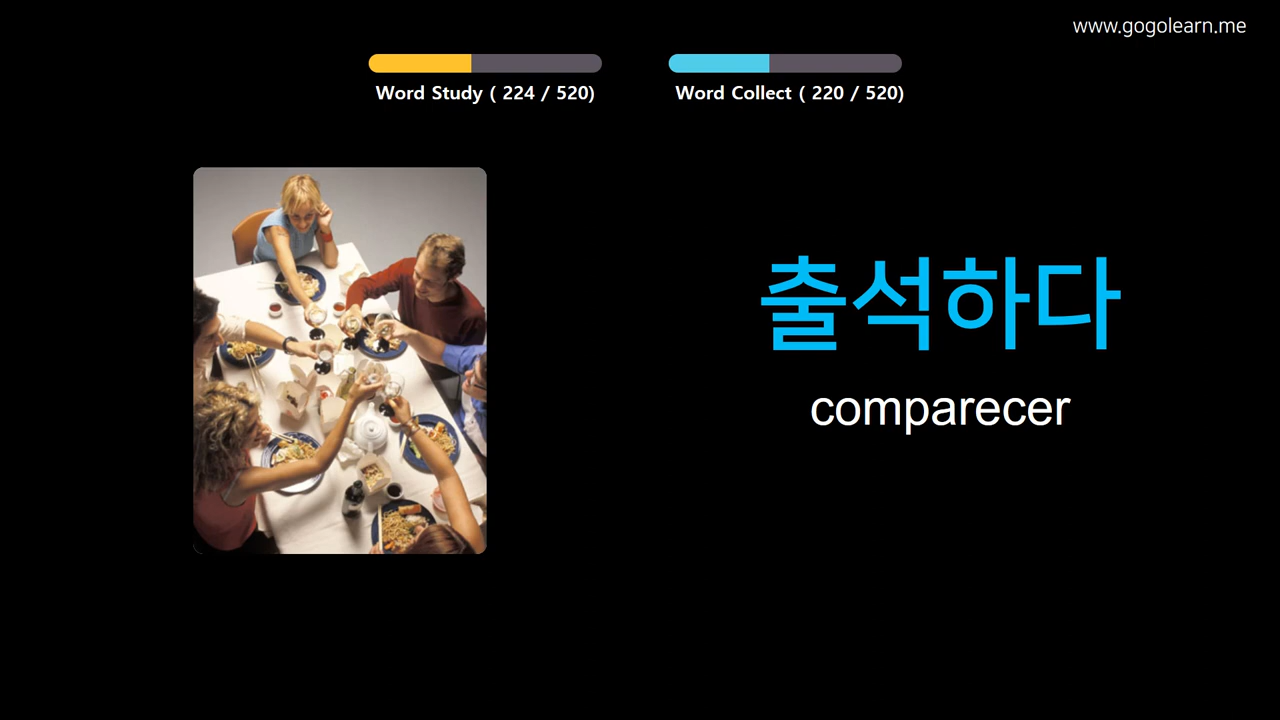 www.gogolearn.me
Word Study ( 224 / 520)
Word Collect ( 220 / 520)
출석하다
comparecer